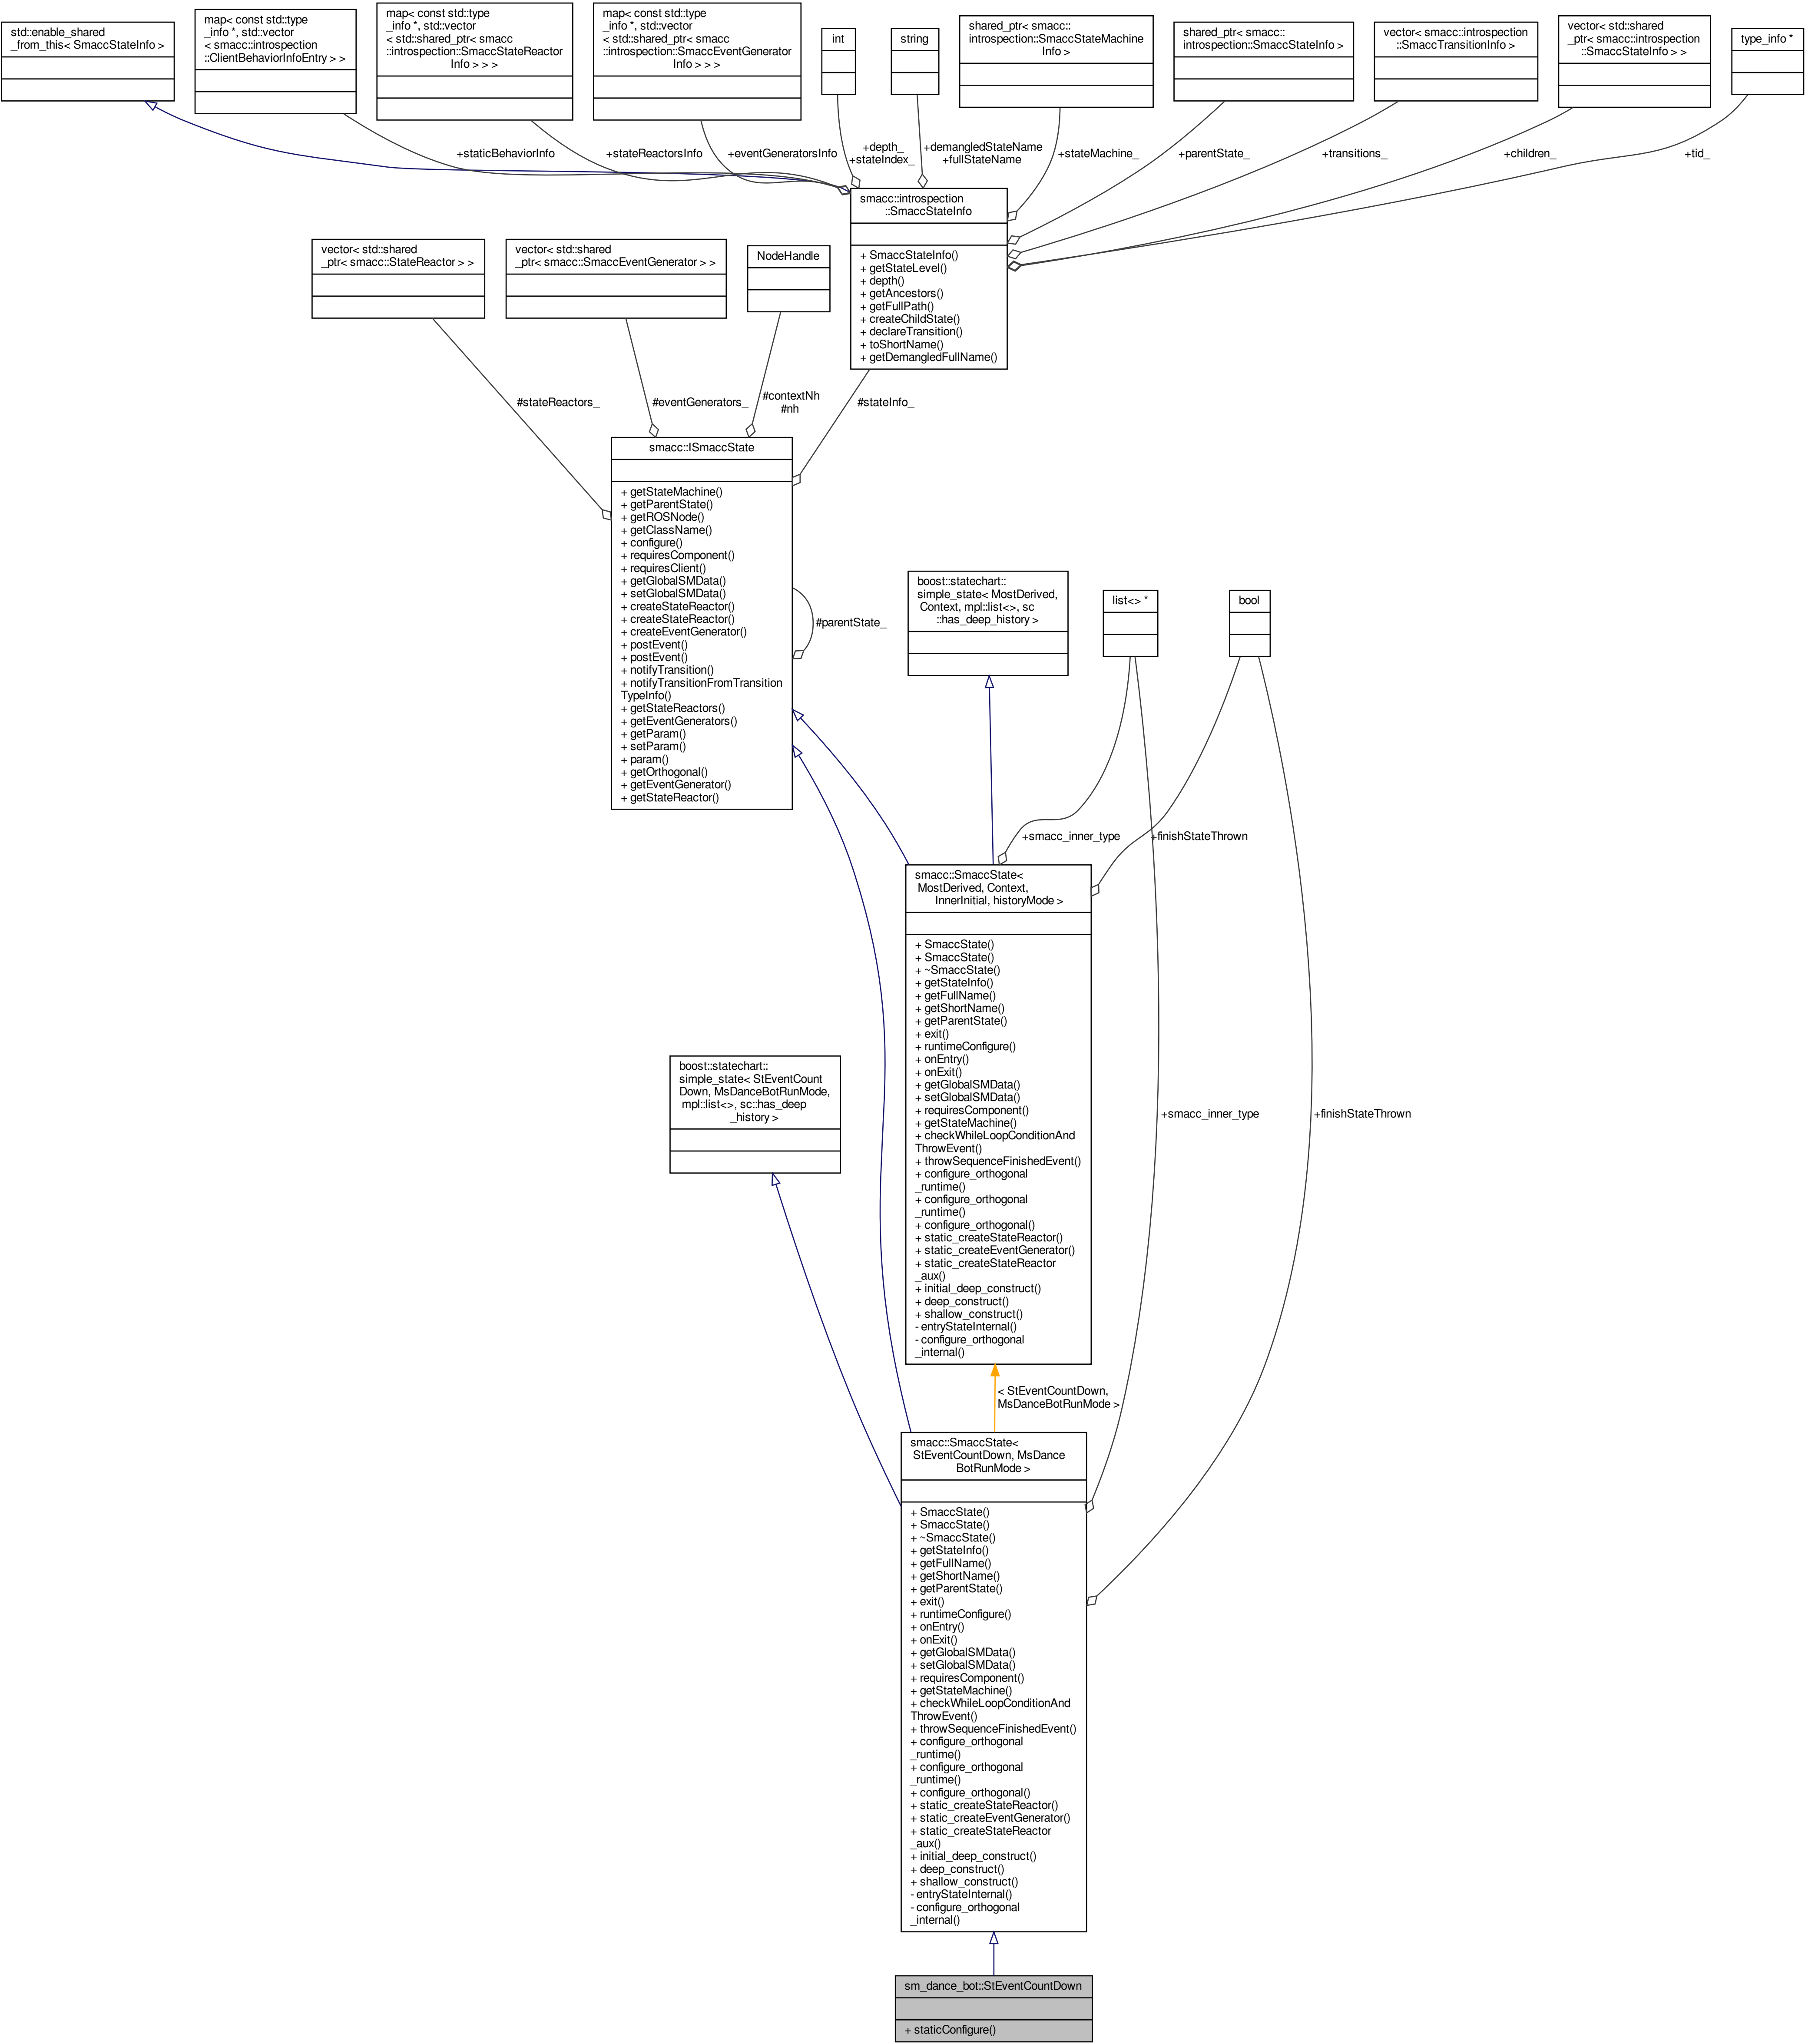 std::enable_shared
_from_this< SmaccStateInfo >
map< const std::type
_info *, std::vector
< smacc::introspection
::ClientBehaviorInfoEntry > >
map< const std::type
_info *, std::vector
< std::shared_ptr< smacc
::introspection::SmaccStateReactor
Info > > >
map< const std::type
_info *, std::vector
< std::shared_ptr< smacc
::introspection::SmaccEventGenerator
Info > > >
int
string
shared_ptr< smacc::
introspection::SmaccStateMachine
Info >
shared_ptr< smacc::
introspection::SmaccStateInfo >
vector< smacc::introspection
::SmaccTransitionInfo >
vector< std::shared
_ptr< smacc::introspection
::SmaccStateInfo > >
type_info *
+staticBehaviorInfo
+stateReactorsInfo
+eventGeneratorsInfo
+depth_
+stateIndex_
+demangledStateName
+fullStateName
+stateMachine_
+parentState_
+transitions_
+children_
+tid_
smacc::introspection
::SmaccStateInfo
+ SmaccStateInfo()
+ getStateLevel()
+ depth()
+ getAncestors()
+ getFullPath()
+ createChildState()
+ declareTransition()
+ toShortName()
+ getDemangledFullName()
vector< std::shared
_ptr< smacc::StateReactor > >
vector< std::shared
_ptr< smacc::SmaccEventGenerator > >
NodeHandle
#stateReactors_
#eventGenerators_
#contextNh
#nh
#stateInfo_
smacc::ISmaccState
+ getStateMachine()
+ getParentState()
+ getROSNode()
+ getClassName()
+ configure()
+ requiresComponent()
+ requiresClient()
+ getGlobalSMData()
+ setGlobalSMData()
+ createStateReactor()
+ createStateReactor()
+ createEventGenerator()
+ postEvent()
+ postEvent()
+ notifyTransition()
+ notifyTransitionFromTransition
TypeInfo()
+ getStateReactors()
+ getEventGenerators()
+ getParam()
+ setParam()
+ param()
+ getOrthogonal()
+ getEventGenerator()
+ getStateReactor()
#parentState_
boost::statechart::
simple_state< MostDerived,
Context, mpl::list<>, sc
::has_deep_history >
list<> *
bool
+smacc_inner_type
+finishStateThrown
smacc::SmaccState<
MostDerived, Context,
InnerInitial, historyMode >
+ SmaccState()
+ SmaccState()
+ ~SmaccState()
+ getStateInfo()
+ getFullName()
+ getShortName()
+ getParentState()
+ exit()
+ runtimeConfigure()
+ onEntry()
+ onExit()
+ getGlobalSMData()
+ setGlobalSMData()
+ requiresComponent()
+ getStateMachine()
+ checkWhileLoopConditionAnd
ThrowEvent()
+ throwSequenceFinishedEvent()
+ configure_orthogonal
_runtime()
+ configure_orthogonal
_runtime()
+ configure_orthogonal()
+ static_createStateReactor()
+ static_createEventGenerator()
+ static_createStateReactor
_aux()
+ initial_deep_construct()
+ deep_construct()
+ shallow_construct()
- entryStateInternal()
- configure_orthogonal
_internal()
boost::statechart::
simple_state< StEventCount
Down, MsDanceBotRunMode,
mpl::list<>, sc::has_deep
_history >
+smacc_inner_type
+finishStateThrown
< StEventCountDown,
MsDanceBotRunMode >
smacc::SmaccState<
StEventCountDown, MsDance
BotRunMode >
+ SmaccState()
+ SmaccState()
+ ~SmaccState()
+ getStateInfo()
+ getFullName()
+ getShortName()
+ getParentState()
+ exit()
+ runtimeConfigure()
+ onEntry()
+ onExit()
+ getGlobalSMData()
+ setGlobalSMData()
+ requiresComponent()
+ getStateMachine()
+ checkWhileLoopConditionAnd
ThrowEvent()
+ throwSequenceFinishedEvent()
+ configure_orthogonal
_runtime()
+ configure_orthogonal
_runtime()
+ configure_orthogonal()
+ static_createStateReactor()
+ static_createEventGenerator()
+ static_createStateReactor
_aux()
+ initial_deep_construct()
+ deep_construct()
+ shallow_construct()
- entryStateInternal()
- configure_orthogonal
_internal()
sm_dance_bot::StEventCountDown
+ staticConfigure()